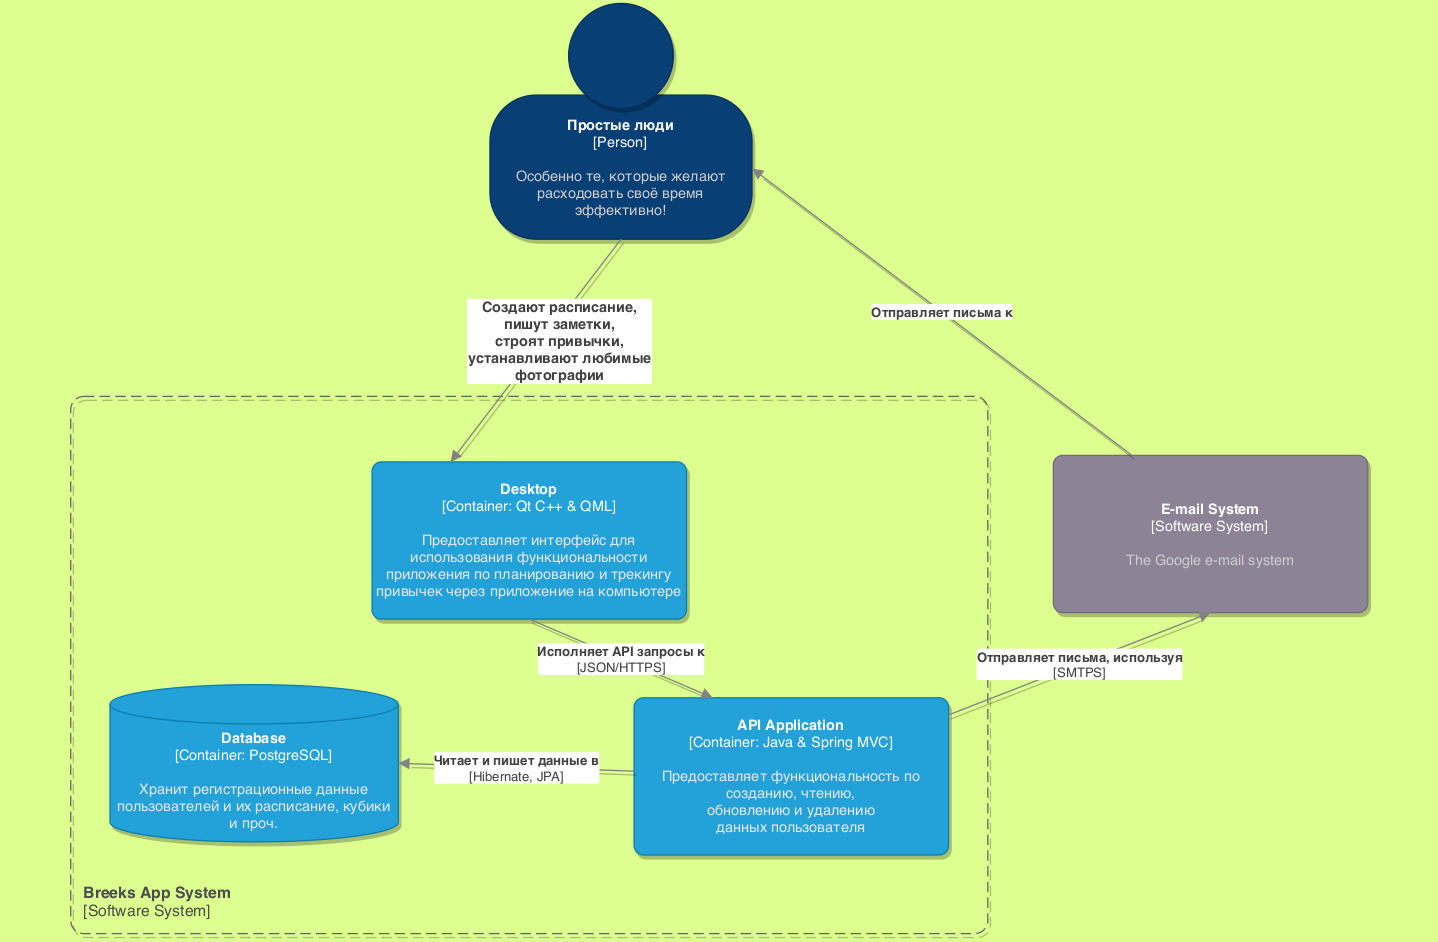 Простые люди
[Person]
Особенно те, которые желают
расходовать своё время
эффективно!
Создают расписание,
пишут заметки,
строят привычки,
устанавливают любимые
фотографии
Отправляет письма к
Desktop
[Container: Qt C++ & QML]
Предоставляет интерфейс для
использования функциональности
приложения по планированию и трекингу
привычек через приложение на компьютере
E-mail System
[Software System]
The Google e-mail system
Исполняет API запросы к
[JSON/HTTPS]
Отправляет письма, используя
[SMTPS]
Database
[Container: PostgreSQL]
Хранит регистрационные данные
пользователей и их расписание, кубики
и проч.
Читает и пишет данные в
[Hibernate, JPA]
API Application
[Container: Java & Spring MVC]
Предоставляет функциональность по
созданию, чтению,
обновлению и удалению
данных пользователя
Breeks App System
[Software System]